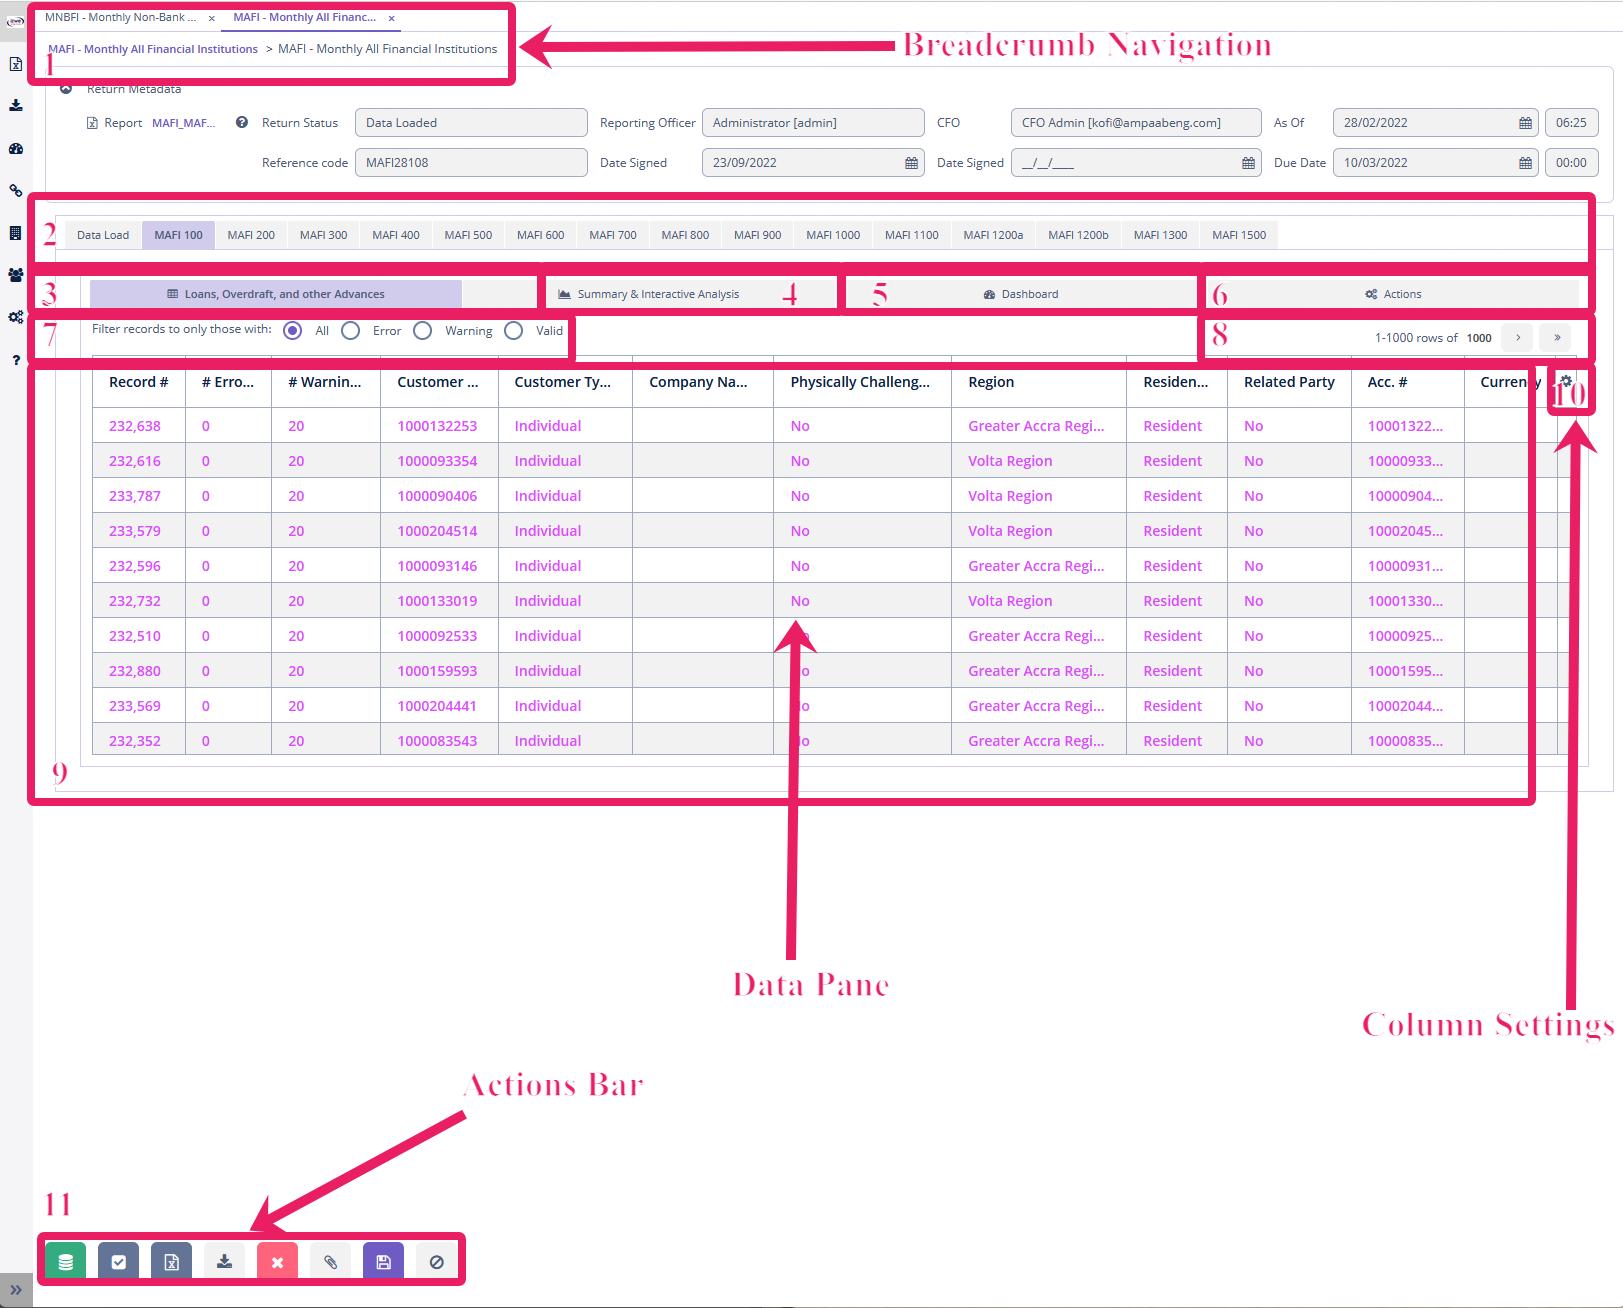 MNBFI - Monthly Non-Bank ... × MAFI - Monthly All Financ... ×
MAFI - Monthly All Financial Institutions > MAFI - Monthly All Financial Institutions
Breadcrumb Navigation
1
Return Metadata
Report MAFI_MAF... Return Status Data Loaded Reporting Officer Administrator [admin] CFO CFO Admin [kofi@ampaabeng.com] As Of 28/02/2022 06:25
Reference code MAFI28108 Date Signed 23/09/2022 Date Signed __/__/____ Due Date 10/03/2022 00:00
2 Data Load MAFI 100 MAFI 200 MAFI 300 MAFI 400 MAFI 500 MAFI 600 MAFI 700 MAFI 800 MAFI 900 MAFI 1000 MAFI 1100 MAFI 1200a MAFI 1200b MAFI 1300 MAFI 1500
3 Loans, Overdraft, and other Advances Summary & Interactive Analysis 4 5 Dashboard 6 Actions
7 Filter records to only those with: All Error Warning Valid 8 1-1000 rows of 1000 › »
Record # # Erro... # Warnin... Customer ... Customer Ty... Company Na... Physically Challeng... Region Residen... Related Party Acc. # Currency 10
232,638 0 20 1000132253 Individual No Greater Accra Regi... Resident No 10001322...
232,616 0 20 1000093354 Individual No Volta Region Resident No 10000933...
233,787 0 20 1000090406 Individual No Volta Region Resident No 10000904...
233,579 0 20 1000204514 Individual No Volta Region Resident No 10002045...
232,596 0 20 1000093146 Individual No Greater Accra Regi... Resident No 10000931...
232,732 0 20 1000133019 Individual No Volta Region Resident No 10001330...
232,510 0 20 1000092533 Individual No Greater Accra Regi... Resident No 10000925...
232,880 0 20 1000159593 Individual No Greater Accra Regi... Resident No 10001595...
233,569 0 20 1000204441 Individual No Greater Accra Regi... Resident No 10002044...
232,352 0 20 1000083543 Individual No Greater Accra Regi... Resident No 10000835...
9
Data Pane
Column Settings
Actions Bar
11